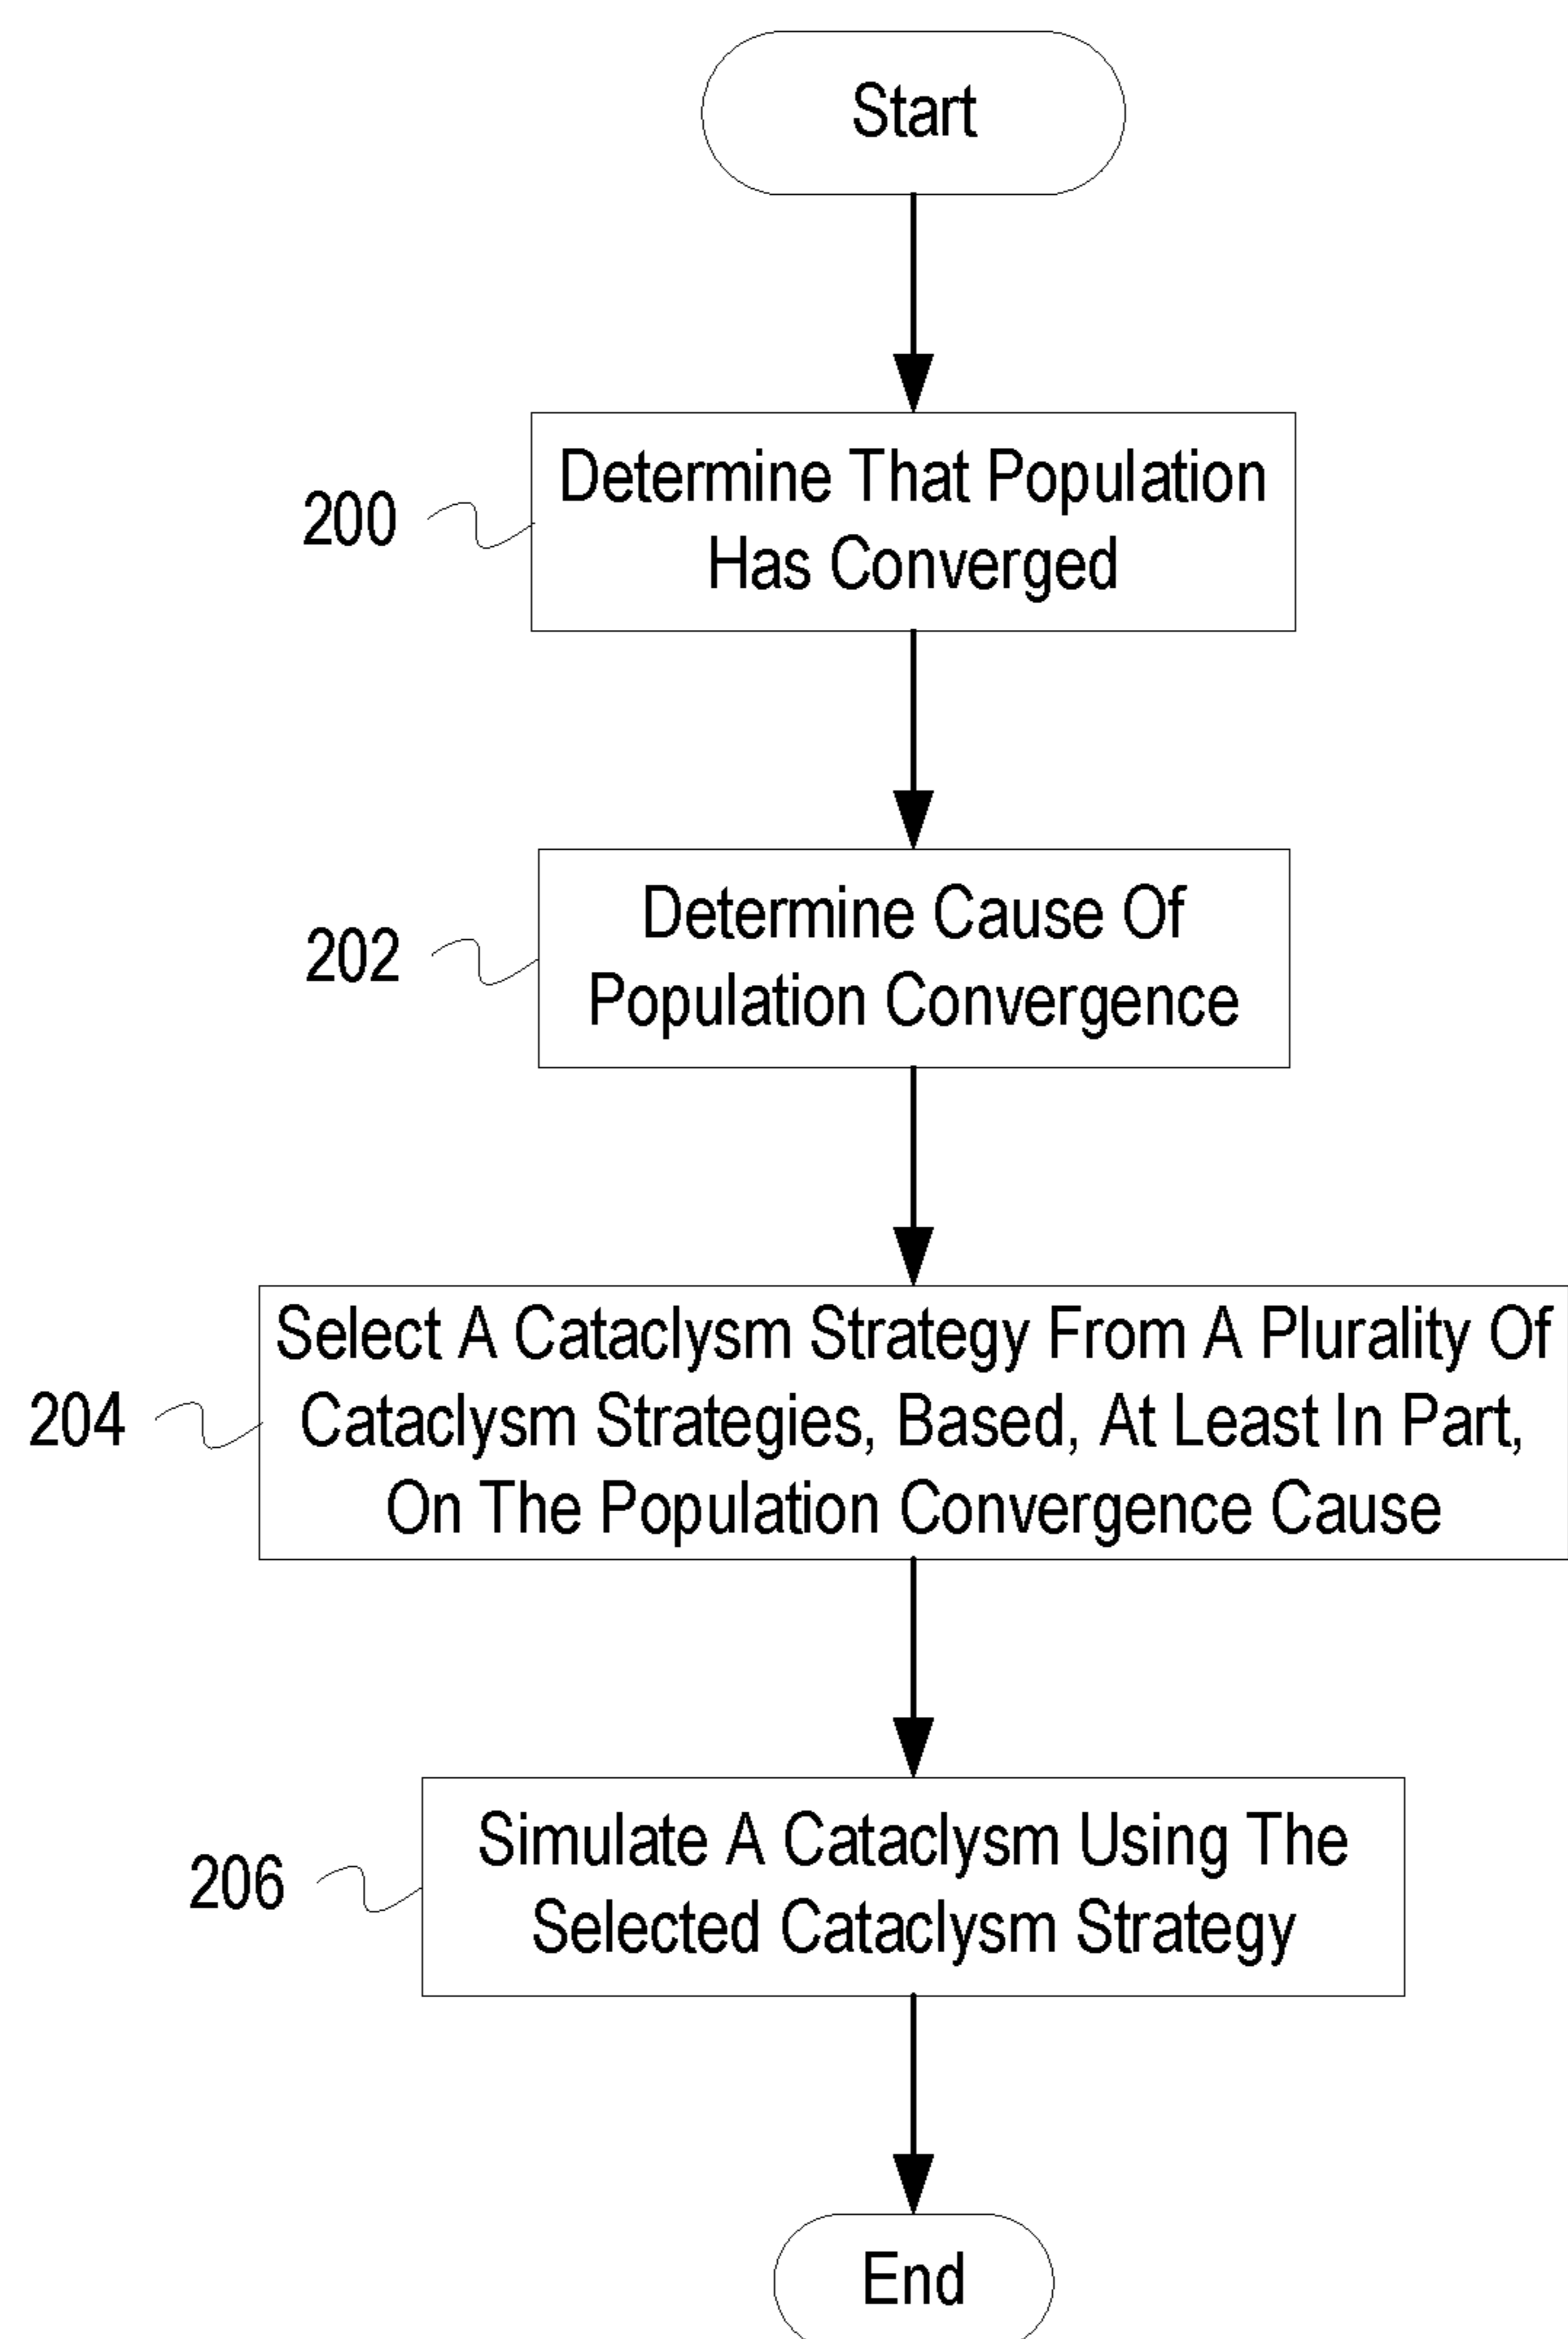 Start
200
Determine That Population
Has Converged
202
Determine Cause Of
Population Convergence
204
Select A Cataclysm Strategy From A Plurality Of
Cataclysm Strategies, Based, At Least In Part,
On The Population Convergence Cause
206
Simulate A Cataclysm Using The
Selected Cataclysm Strategy
End